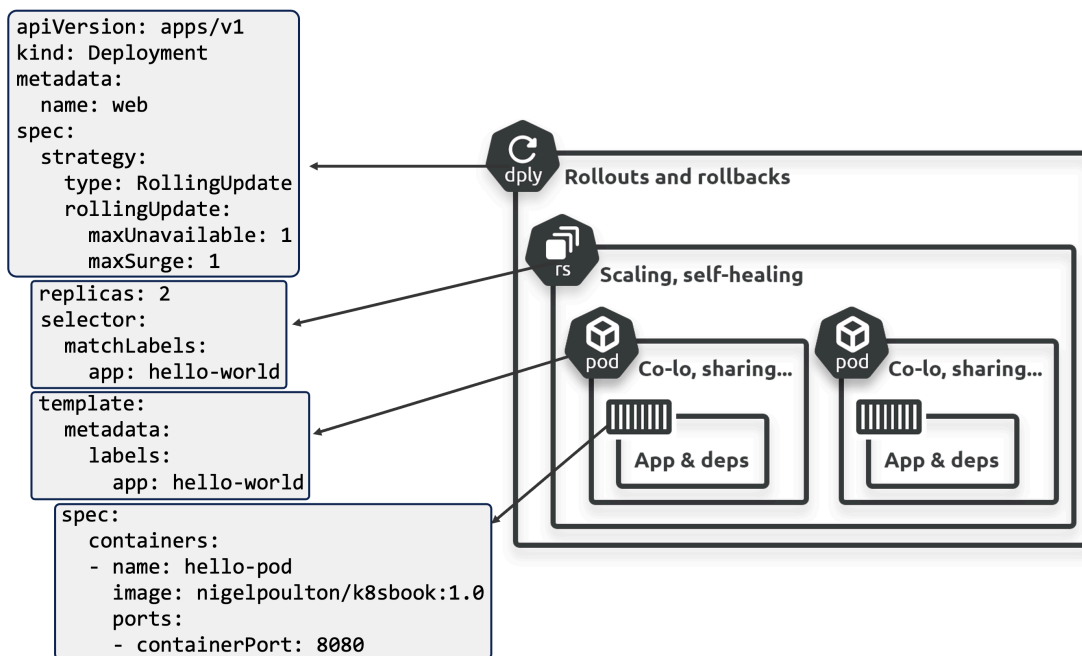 apiVersion: apps/v1
kind: Deployment
metadata:
  name: web
spec:
  strategy:
    type: RollingUpdate
    rollingUpdate:
      maxUnavailable: 1
      maxSurge: 1
  replicas: 2
  selector:
    matchLabels:
      app: hello-world
  template:
    metadata:
      labels:
        app: hello-world
    spec:
      containers:
      - name: hello-pod
        image: nigelpoulton/k8sbook:1.0
        ports:
        - containerPort: 8080
dply
Rollouts and rollbacks
rs
Scaling, self-healing
pod
Co-lo, sharing...
App & deps
pod
Co-lo, sharing...
App & deps